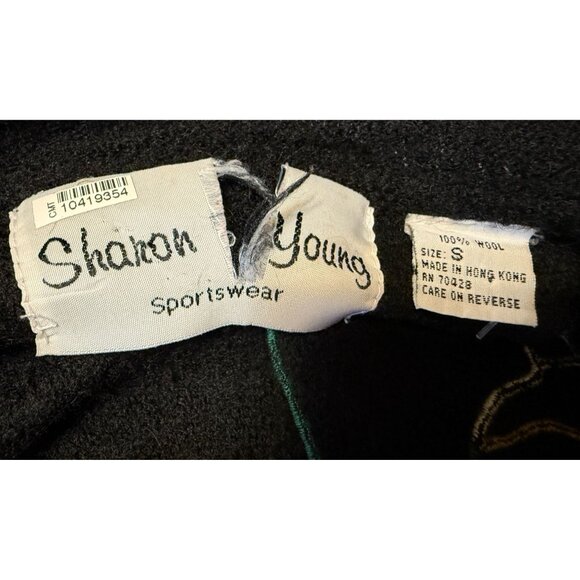 CMT
10419354
Sharon Young
Sportswear
100% WOOL
SIZE: S
MADE IN HONG KONG
RN 70428
CARE ON REVERSE